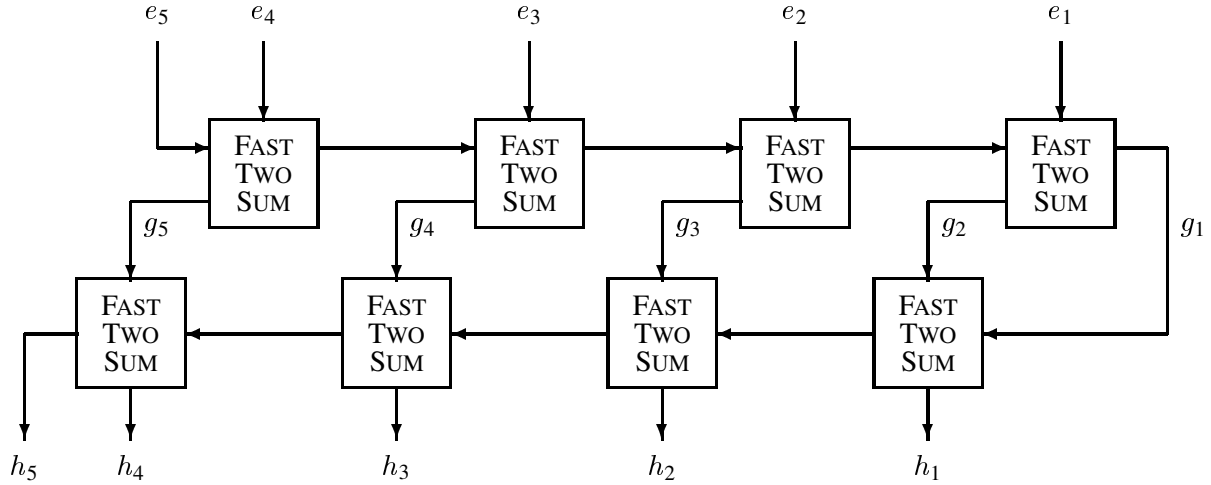 e₅ e₄ e₃ e₂ e₁
FAST
TWO
SUM
FAST
TWO
SUM
FAST
TWO
SUM
FAST
TWO
SUM
g₅ g₄ g₃ g₂ g₁
FAST
TWO
SUM
FAST
TWO
SUM
FAST
TWO
SUM
FAST
TWO
SUM
h₅ h₄ h₃ h₂ h₁